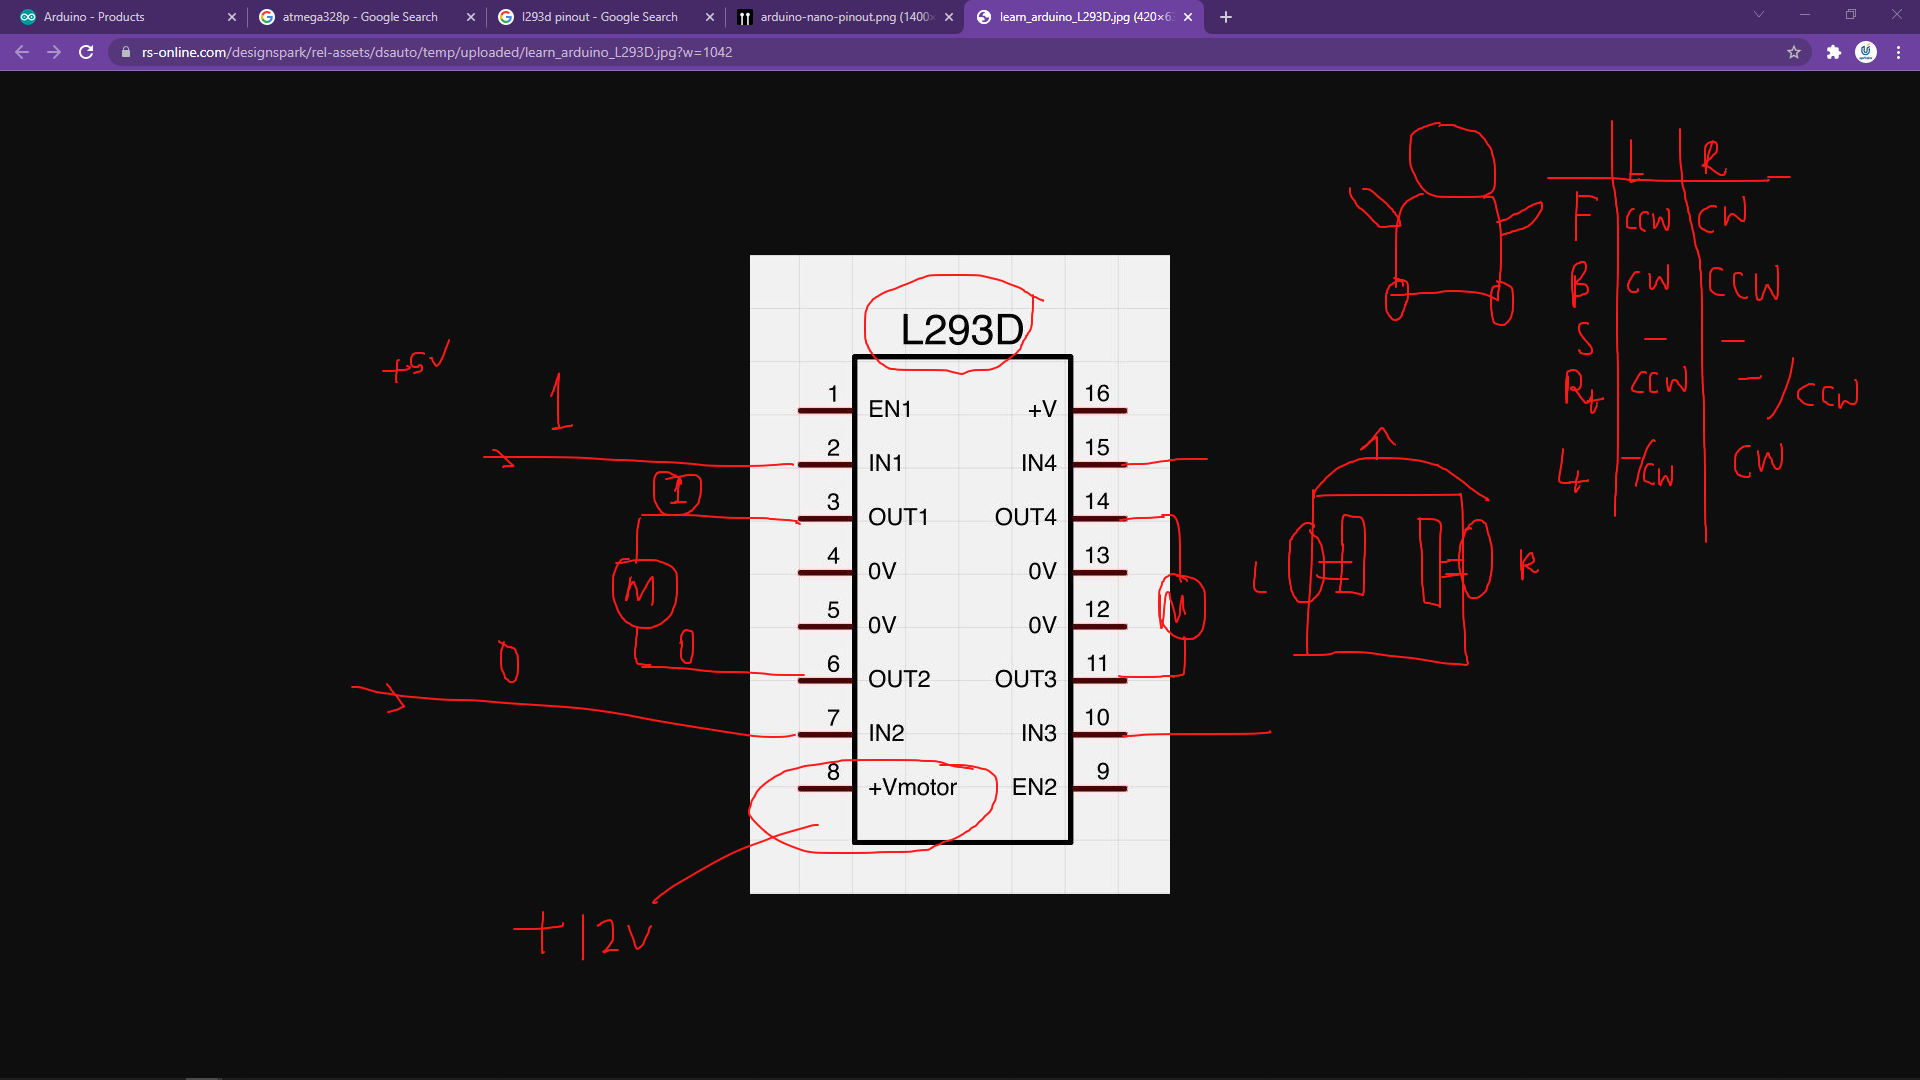 Arduino - Products
atmega328p - Google Search
l293d pinout - Google Search
arduino-nano-pinout.png (1400×
learn_arduino_L293D.jpg (420×6
rs-online.com/designspark/rel-assets/dsauto/temp/uploaded/learn_arduino_L293D.jpg?w=1042
L R
F CCW CW
B CW CCW
S - -
Rt CCW - / CCW
Lt -/CW CW
L293D
+5V
1
1 EN1 +V 16
2 IN1 IN4 15
I
3 OUT1 OUT4 14
4 0V 0V 13
M M L R
5 0V 0V 12
0 0
6 OUT2 OUT3 11
7 IN2 IN3 10
8 +Vmotor EN2 9
+12V